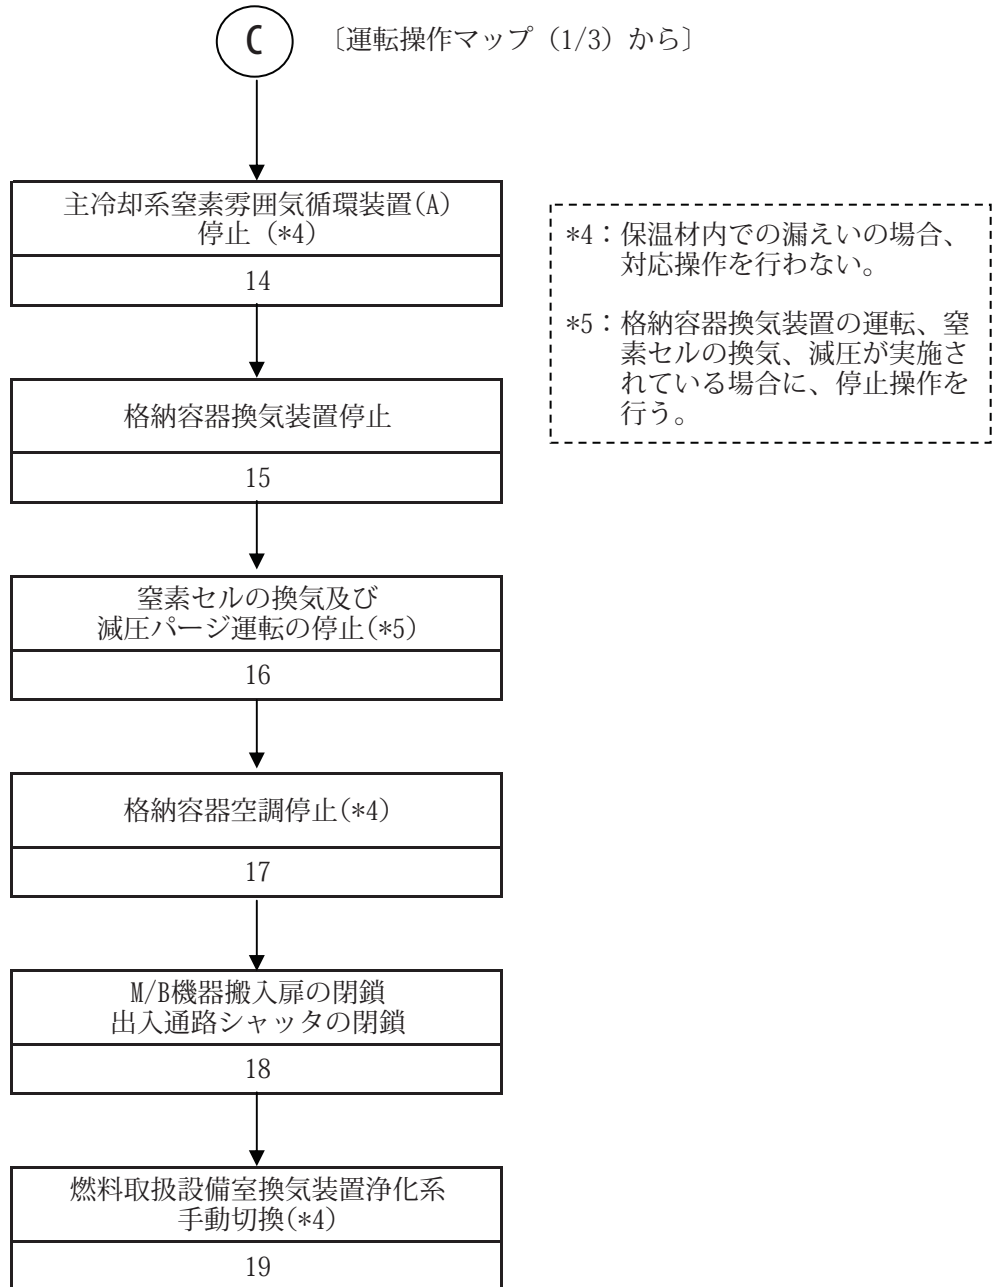 C
〔運転操作マップ（1/3）から〕
主冷却系窒素雰囲気循環装置(A)
停止（*4）
14
*4：保温材内での漏えいの場合、
対応操作を行わない。
*5：格納容器換気装置の運転、窒
素セルの換気、減圧が実施さ
れている場合に、停止操作を
行う。
格納容器換気装置停止
15
窒素セルの換気及び
減圧パージ運転の停止(*5)
16
格納容器空調停止(*4)
17
M/B機器搬入扉の閉鎖
出入通路シャッタの閉鎖
18
燃料取扱設備室換気装置浄化系
手動切換(*4)
19